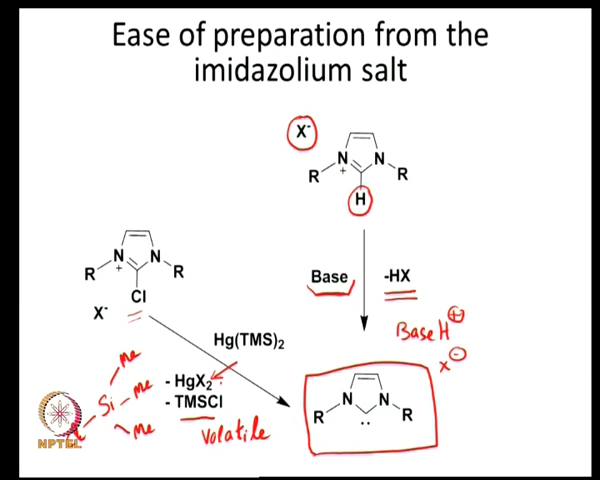 Ease of preparation from the
imidazolium salt
X⁻
N N
+
R R
H
N N
+
R R
Cl
X⁻
Base -HX
Base H ⊕
X ⊖
Hg(TMS)₂
- HgX₂
- TMSCl
Volatile
Me
Si - Me
Me
N N
R .. R
NPTEL